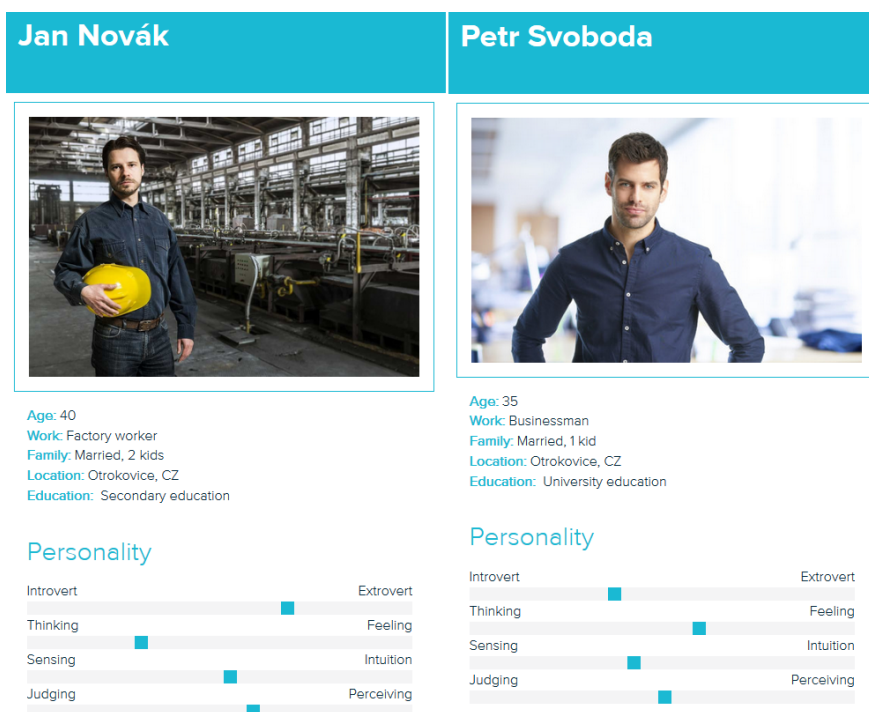 Jan Novák
Age: 40
Work: Factory worker
Family: Married, 2 kids
Location: Otrokovice, CZ
Education: Secondary education
Personality
Introvert Extrovert
Thinking Feeling
Sensing Intuition
Judging Perceiving
Petr Svoboda
Age: 35
Work: Businessman
Family: Married, 1 kid
Location: Otrokovice, CZ
Education: University education
Personality
Introvert Extrovert
Thinking Feeling
Sensing Intuition
Judging Perceiving